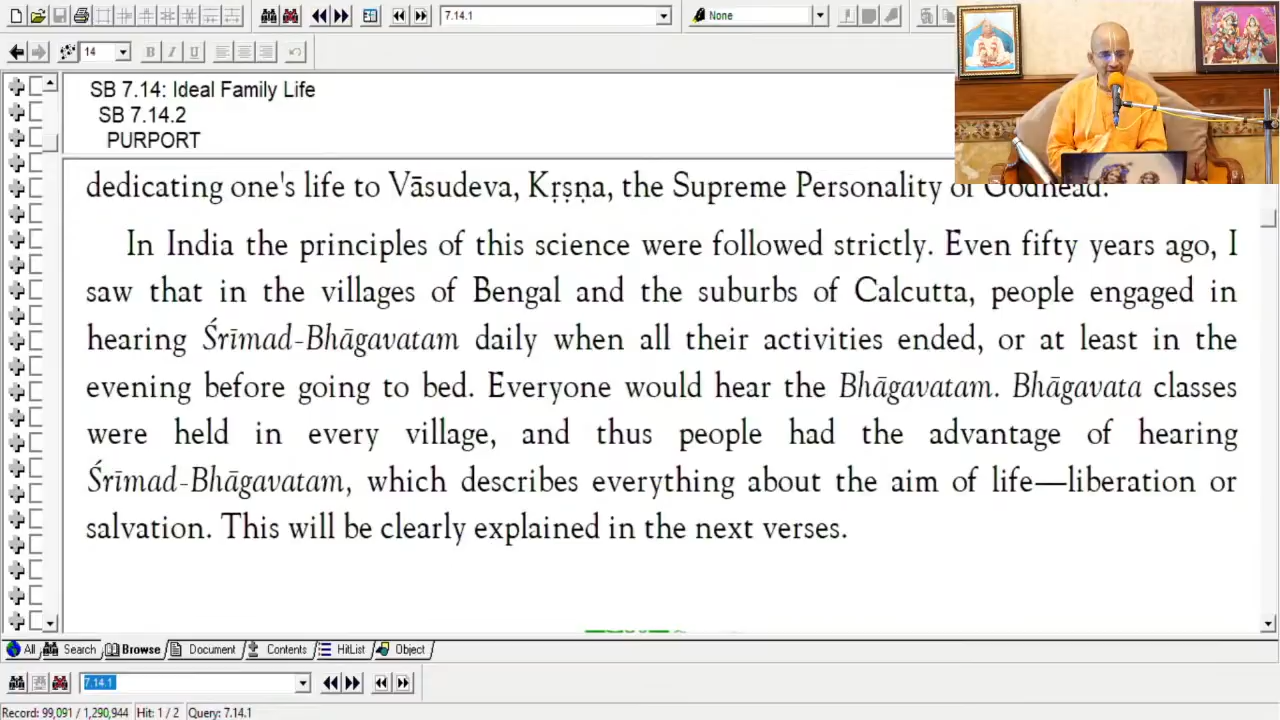 7.14.1
None
14
B I U
SB 7.14: Ideal Family Life
SB 7.14.2
PURPORT
dedicating one's life to Vāsudeva, Kṛṣṇa, the Supreme Personality of Godhead.
In India the principles of this science were followed strictly. Even fifty years ago, I
saw that in the villages of Bengal and the suburbs of Calcutta, people engaged in
hearing Śrīmad-Bhāgavatam daily when all their activities ended, or at least in the
evening before going to bed. Everyone would hear the Bhāgavatam. Bhāgavata classes
were held in every village, and thus people had the advantage of hearing
Śrīmad-Bhāgavatam, which describes everything about the aim of life—liberation or
salvation. This will be clearly explained in the next verses.
All Search Browse Document Contents HitList Object
7.14.1
Record: 99,091 / 1,290,944 Hit: 1 / 2 Query: 7.14.1